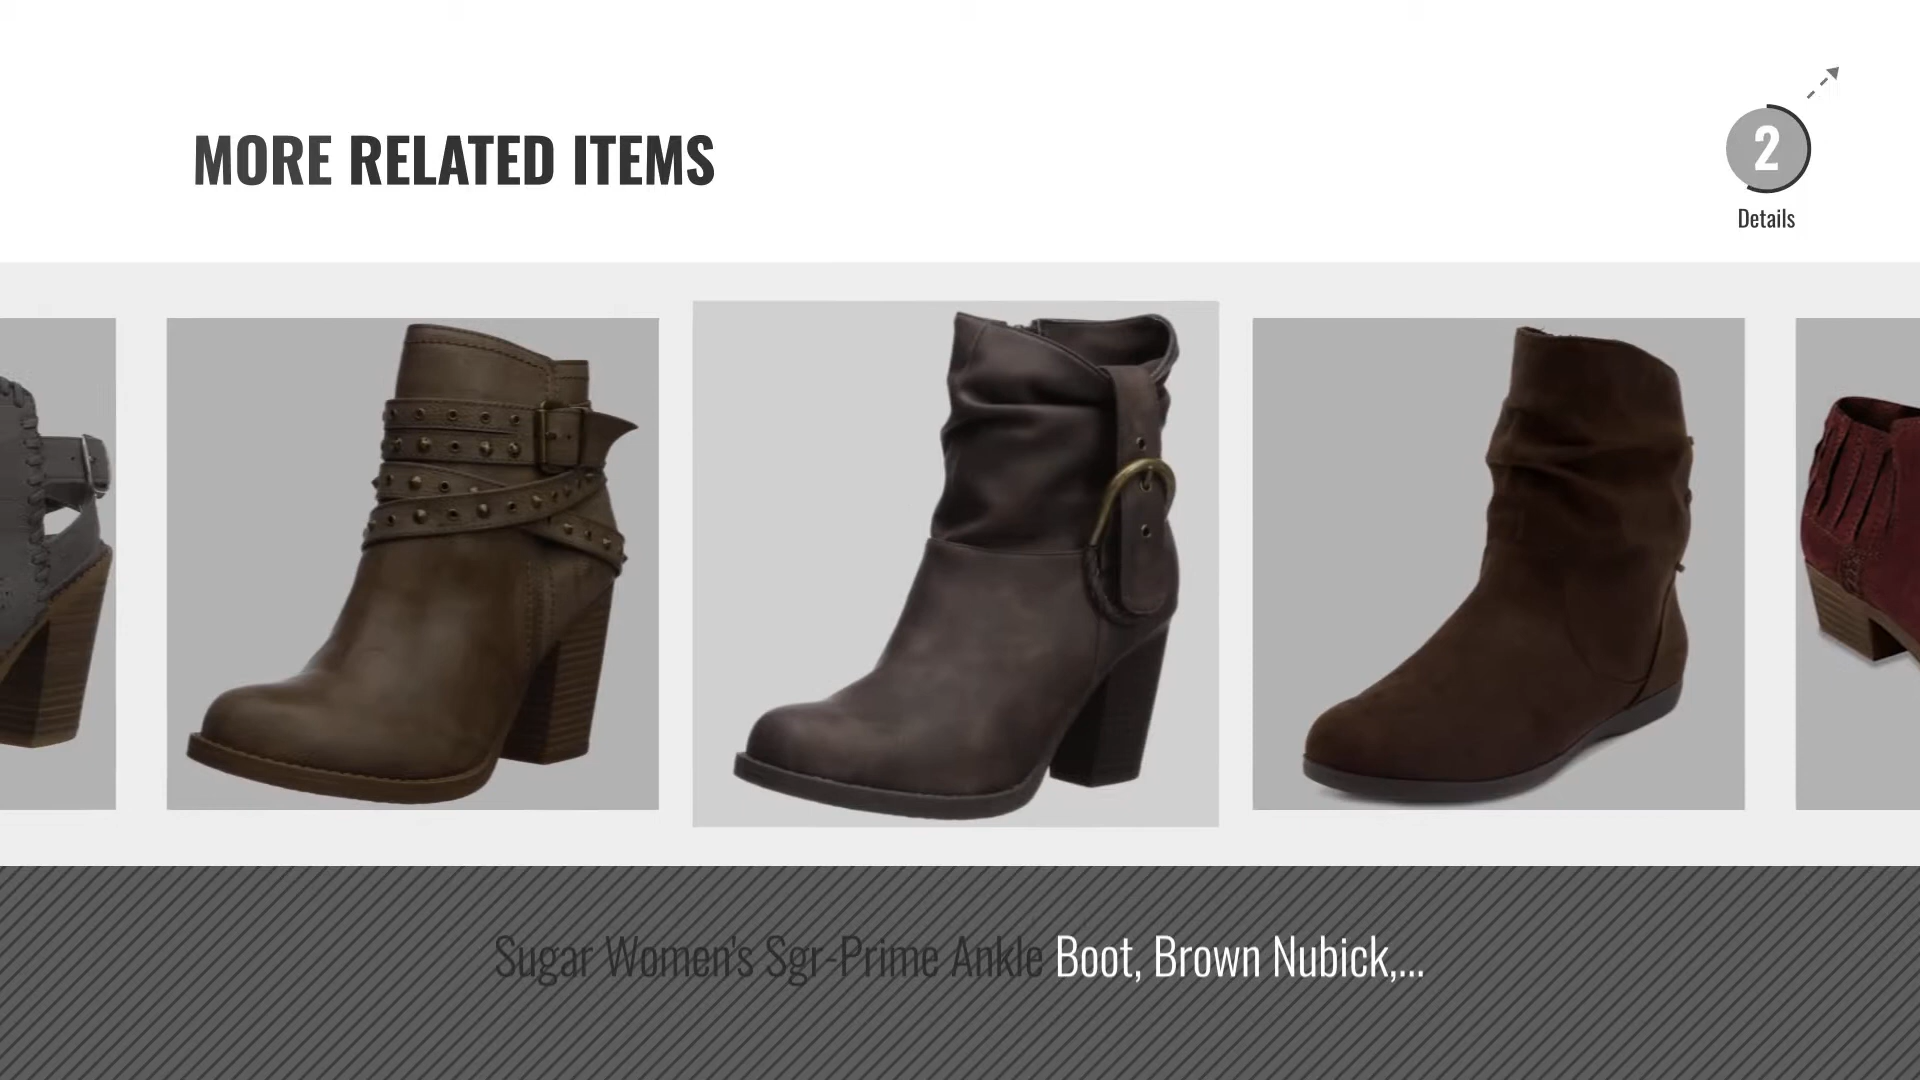 MORE RELATED ITEMS
2
Details
Sugar Women's Sgr-Prime Ankle Boot, Brown Nubick,...